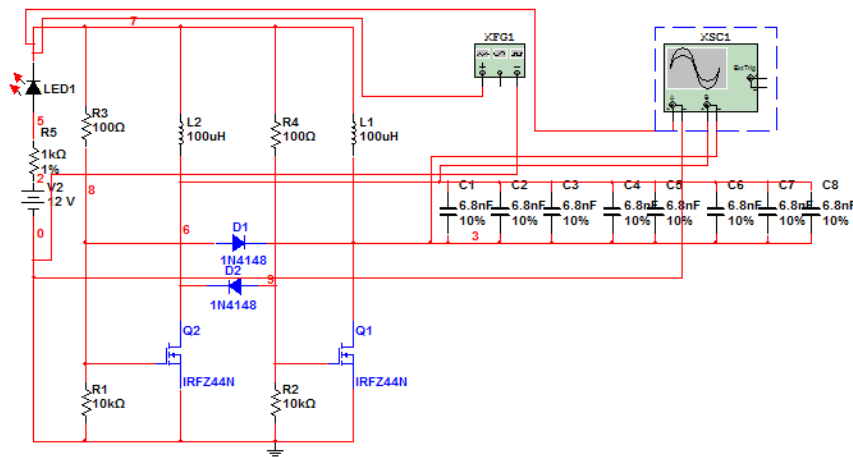 7
XFG1
XSC1
Ext Trig
A
B
LED1
5
R5
1kΩ
1%
2
V2
12 V
0
R3
100Ω
8
L2
100uH
R4
100Ω
L1
100uH
6
D1
1N4148
D2
1N4148
9
3
C1
6.8nF
10%
C2
6.8nF
10%
C3
6.8nF
10%
C4
6.8nF
10%
C5
6.8nF
10%
C6
6.8nF
10%
C7
6.8nF
10%
C8
6.8nF
10%
Q2
IRFZ44N
Q1
IRFZ44N
R1
10kΩ
R2
10kΩ